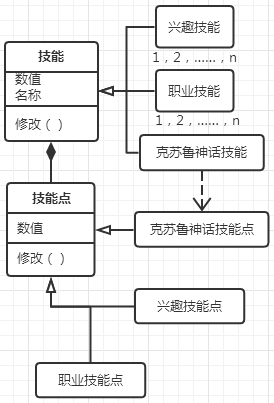 技能
数值
名称
修改（）
兴趣技能
1，2，……，n
职业技能
1，2，……，n
克苏鲁神话技能
技能点
数值
修改（）
克苏鲁神话技能点
兴趣技能点
职业技能点